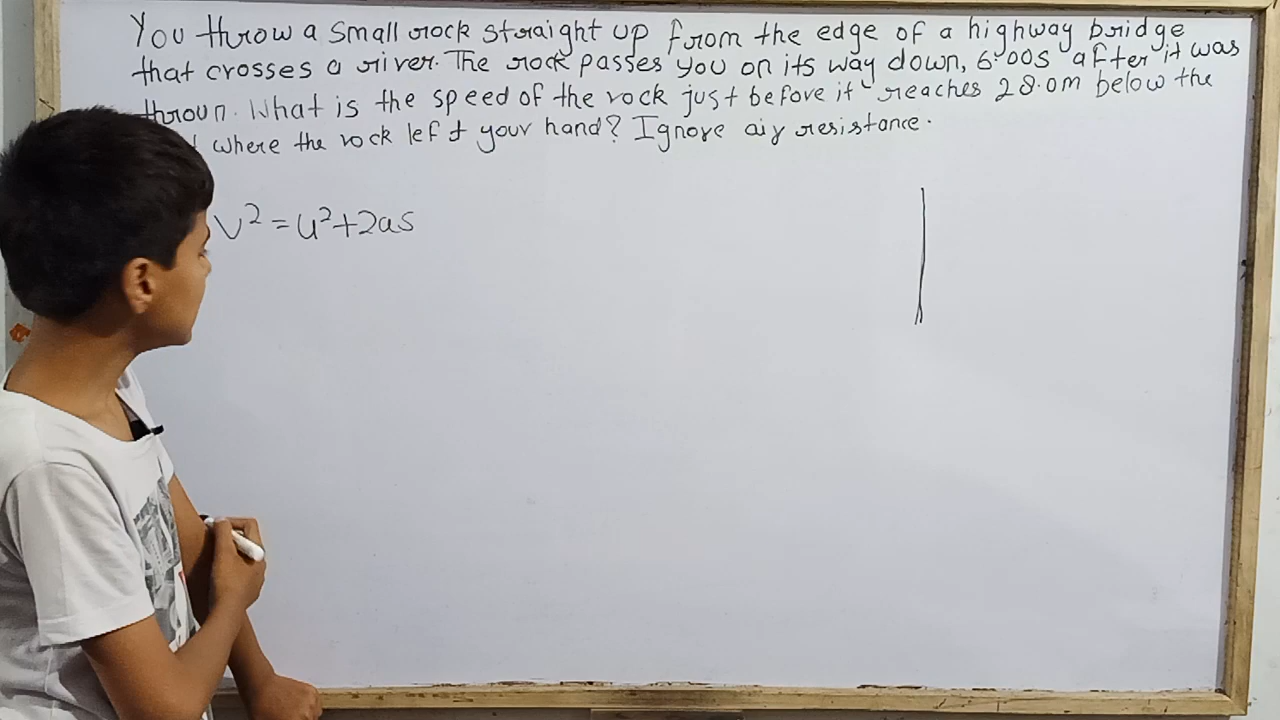 You throw a small rock straight up from the edge of a highway bridge
that crosses a river. The rock passes you on its way down, 6.00s after it was
throun. What is the speed of the rock just before it reaches 28.0m below the
where the rock left your hand? Ignore air resistance.
v²=u²+2as